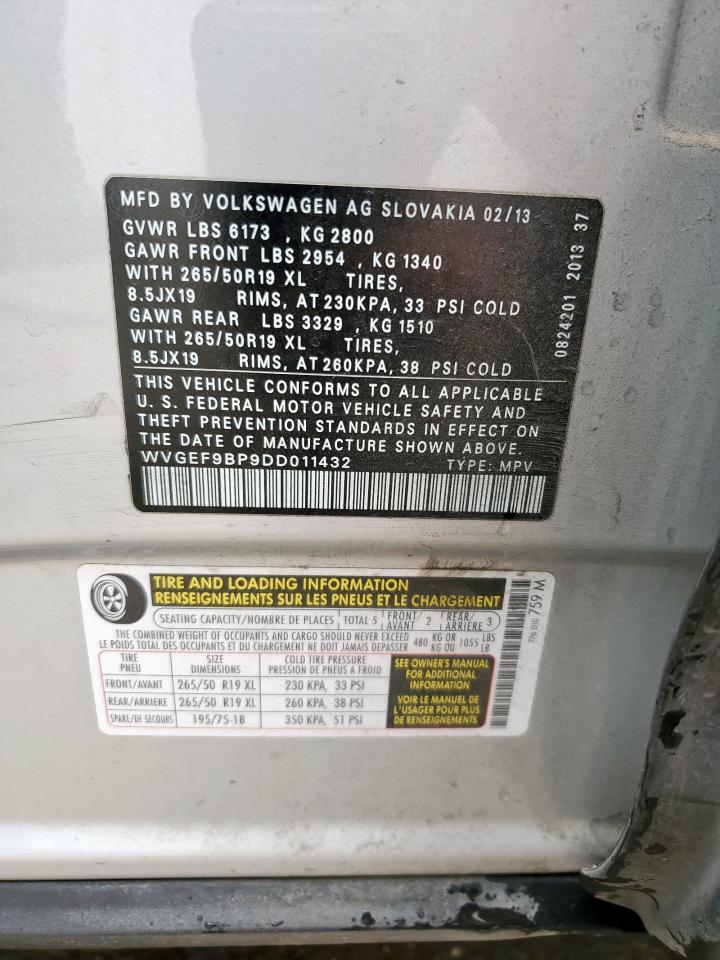 MFD BY VOLKSWAGEN AG SLOVAKIA 02/13
GVWR LBS 6173 , KG 2800
GAWR FRONT LBS 2954 , KG 1340
WITH 265/50R19 XL TIRES,
8.5JX19 RIMS, AT 230KPA, 33 PSI COLD
GAWR REAR LBS 3329 , KG 1510
WITH 265/50R19 XL TIRES,
8.5JX19 RIMS, AT 260KPA, 38 PSI COLD
THIS VEHICLE CONFORMS TO ALL APPLICABLE
U. S. FEDERAL MOTOR VEHICLE SAFETY AND
THEFT PREVENTION STANDARDS IN EFFECT ON
THE DATE OF MANUFACTURE SHOWN ABOVE.
WVGEF9BP9DD011432 TYPE: MPV
0824201 2013 37
TIRE AND LOADING INFORMATION
RENSEIGNEMENTS SUR LES PNEUS ET LE CHARGEMENT
SEATING CAPACITY/NOMBRE DE PLACES TOTAL 5 FRONT/AVANT 2 REAR/ARRIERE 3
THE COMBINED WEIGHT OF OCCUPANTS AND CARGO SHOULD NEVER EXCEED 480 KG OR 1055 LBS
LE POIDS TOTAL DES OCCUPANTS ET DU CHARGEMENT NE DOIT JAMAIS DEPASSER KG OU LB
TIRE SIZE COLD TIRE PRESSURE
PNEU DIMENSIONS PRESSION DE PNEUS A FROID
FRONT/AVANT 265/50 R19 XL 230 KPA, 33 PSI
REAR/ARRIERE 265/50 R19 XL 260 KPA, 38 PSI
SPARE/DE SECOURS 195/75-18 350 KPA, 51 PSI
SEE OWNER'S MANUAL
FOR ADDITIONAL
INFORMATION
VOIR LE MANUEL DE
L'USAGER POUR PLUS
DE RENSEIGNEMENTS
759 M